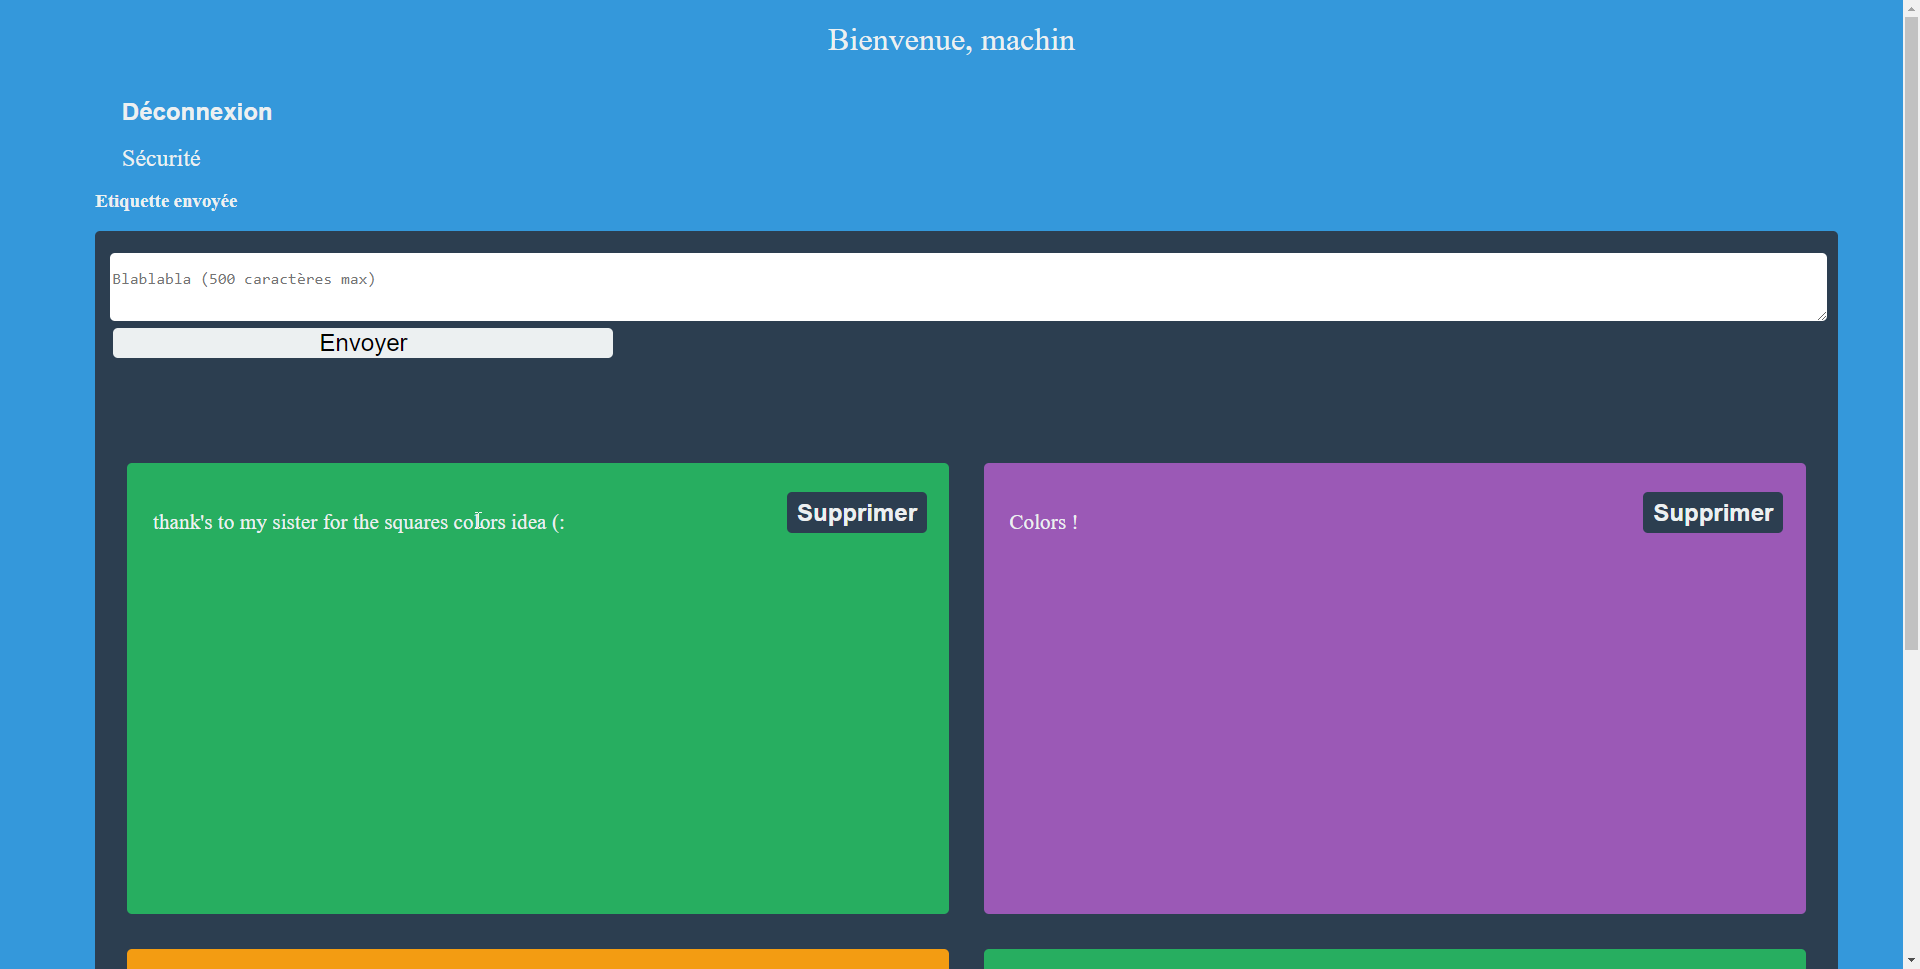 Bienvenue, machin
Déconnexion
Sécurité
Etiquette envoyée
Blablabla (500 caractères max)
Envoyer
thank's to my sister for the squares colors idea (:
Supprimer
Colors !
Supprimer